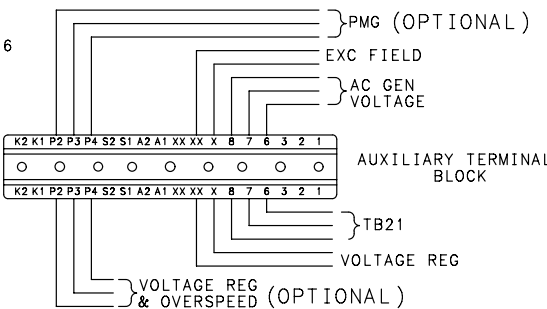 PMG (OPTIONAL)
6
EXC FIELD
AC GEN
VOLTAGE
K2 K1 P2 P3 P4 S2 S1 A2 A1 XX XX X 8 7 6 3 2 1
AUXILIARY TERMINAL
BLOCK
K2 K1 P2 P3 P4 S2 S1 A2 A1 XX XX X 8 7 6 3 2 1
TB21
VOLTAGE REG
VOLTAGE REG
& OVERSPEED (OPTIONAL)